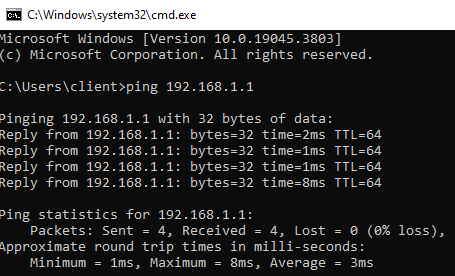 C:\Windows\system32\cmd.exe
Microsoft Windows [Version 10.0.19045.3803]
(c) Microsoft Corporation. All rights reserved.
C:\Users\client>ping 192.168.1.1
Pinging 192.168.1.1 with 32 bytes of data:
Reply from 192.168.1.1: bytes=32 time=2ms TTL=64
Reply from 192.168.1.1: bytes=32 time=1ms TTL=64
Reply from 192.168.1.1: bytes=32 time=1ms TTL=64
Reply from 192.168.1.1: bytes=32 time=8ms TTL=64
Ping statistics for 192.168.1.1:
    Packets: Sent = 4, Received = 4, Lost = 0 (0% loss),
Approximate round trip times in milli-seconds:
    Minimum = 1ms, Maximum = 8ms, Average = 3ms